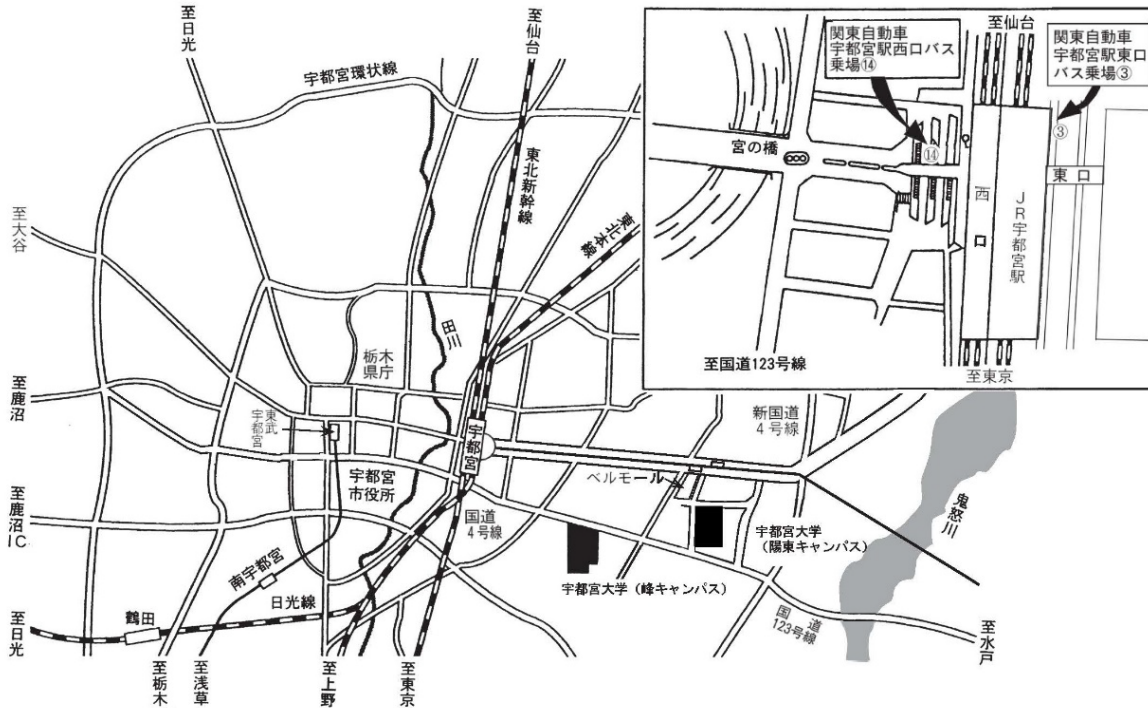 至日光
至仙台
宇都宮環状線
東北新幹線
東北本線
至大谷
田川
栃木
県庁
至鹿沼
東武
宇都宮
宇都宮
宇都宮
市役所
至鹿沼
IC
国道
4号線
南宇都宮
日光線
鶴田
至日光
至栃木
至浅草
至上野
至東京
新国道
4号線
ベルモール
宇都宮大学
(陽東キャンパス)
宇都宮大学(峰キャンパス)
鬼怒川
国道
123号線
至水戸
関東自動車
宇都宮駅西口バス
乗場⑭
至仙台
関東自動車
宇都宮駅東口
バス乗場③
宮の橋
⑭
③
東口
西口
JR宇都宮駅
至国道123号線
至東京